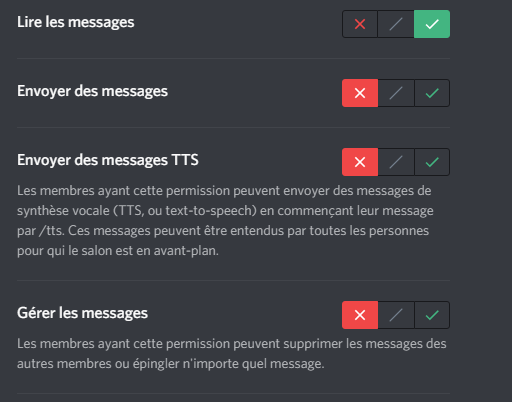 Lire les messages
Envoyer des messages
Envoyer des messages TTS
Les membres ayant cette permission peuvent envoyer des messages de
synthèse vocale (TTS, ou text-to-speech) en commençant leur message
par /tts. Ces messages peuvent être entendus par toutes les personnes
pour qui le salon est en avant-plan.
Gérer les messages
Les membres ayant cette permission peuvent supprimer les messages des
autres membres ou épingler n'importe quel message.